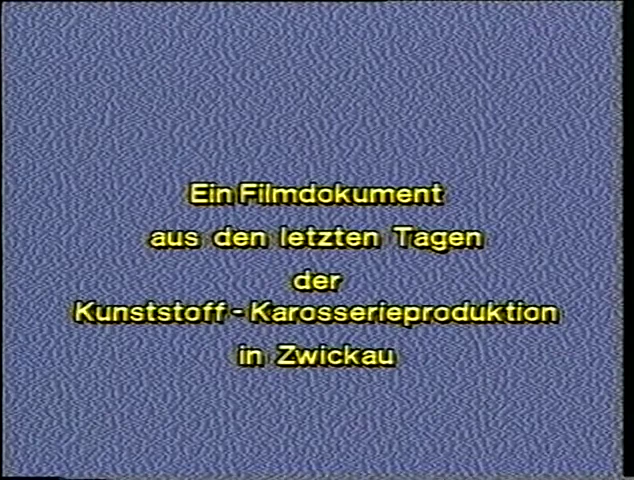 Ein Filmdokument
aus den letzten Tagen
der
Kunststoff - Karosserieproduktion
in Zwickau